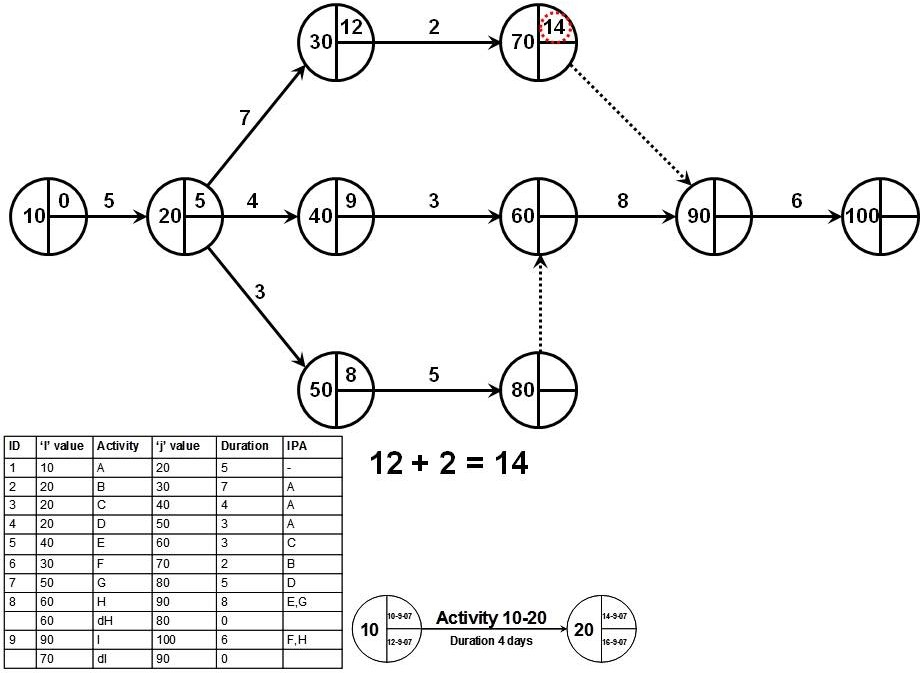 12
2
14
30
70
7
0
5
5
4
9
3
8
6
10
20
40
60
90
100
3
8
5
50
80
ID 'I' value Activity 'j' value Duration IPA
1 10 A 20 5 -
2 20 B 30 7 A
3 20 C 40 4 A
4 20 D 50 3 A
5 40 E 60 3 C
6 30 F 70 2 B
7 50 G 80 5 D
8 60 H 90 8 E,G
60 dH 80 0
9 90 I 100 6 F,H
70 dI 90 0
12 + 2 = 14
10
10-9-07
12-9-07
Activity 10-20
Duration 4 days
20
14-9-07
16-9-07